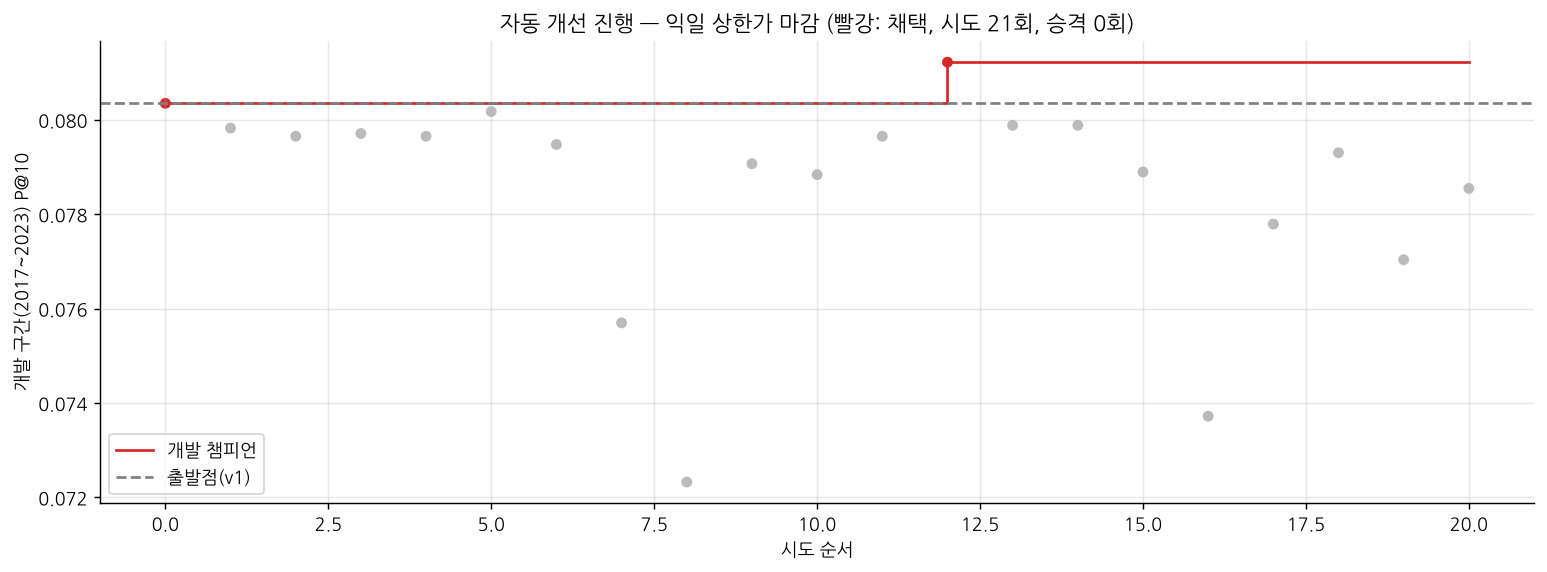 자동 개선 진행 — 익일 상한가 마감 (빨강: 채택, 시도 21회, 승격 0회)
개발 구간(2017~2023) P@10
0.080
0.078
0.076
0.074
0.072
개발 챔피언
출발점(v1)
0.0 2.5 5.0 7.5 10.0 12.5 15.0 17.5 20.0
시도 순서